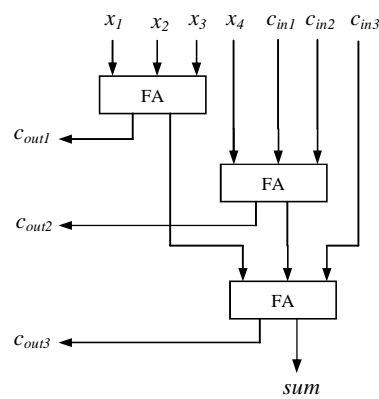 x1 x2 x3 x4 cin1 cin2 cin3
FA
cout1
FA
cout2
FA
cout3
sum